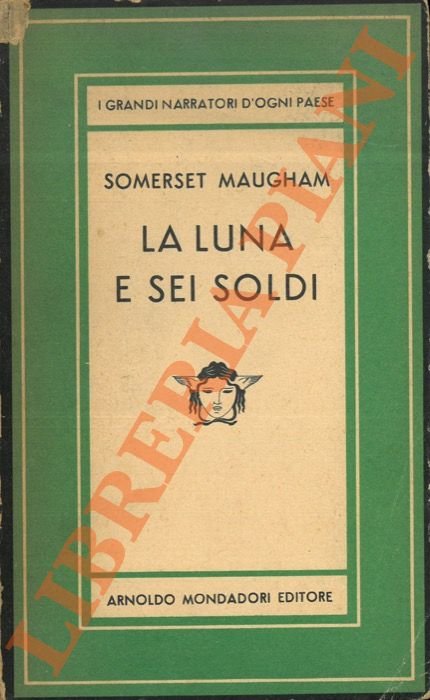 I GRANDI NARRATORI D'OGNI PAESE
SOMERSET MAUGHAM
LA LUNA
E SEI SOLDI
ARNOLDO MONDADORI EDITORE
LIBRERIA PIANI